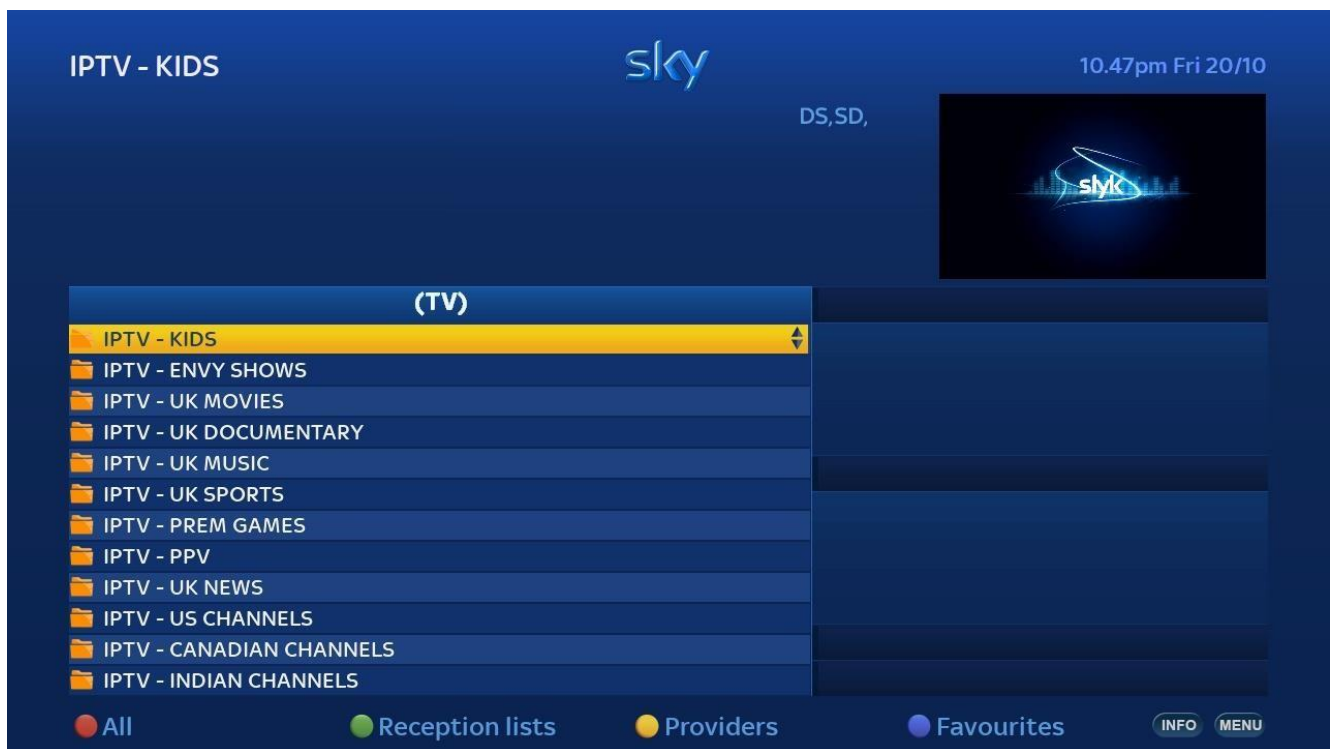 IPTV - KIDS
sky
10.47pm Fri 20/10
DS,SD,
slyk
(TV)
IPTV - KIDS
IPTV - ENVY SHOWS
IPTV - UK MOVIES
IPTV - UK DOCUMENTARY
IPTV - UK MUSIC
IPTV - UK SPORTS
IPTV - PREM GAMES
IPTV - PPV
IPTV - UK NEWS
IPTV - US CHANNELS
IPTV - CANADIAN CHANNELS
IPTV - INDIAN CHANNELS
All Reception lists Providers Favourites INFO MENU